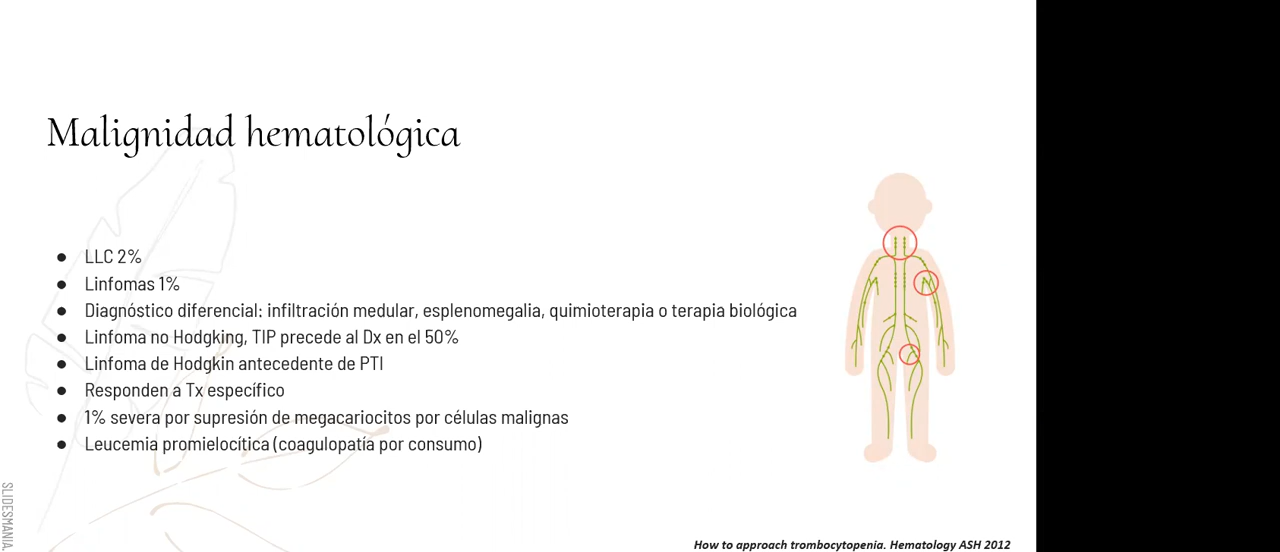 Malignidad hematológica
● LLC 2%
● Linfomas 1%
● Diagnóstico diferencial: infiltración medular, esplenomegalia, quimioterapia o terapia biológica
● Linfoma no Hodgking, TIP precede al Dx en el 50%
● Linfoma de Hodgkin antecedente de PTI
● Responden a Tx específico
● 1% severa por supresión de megacariocitos por células malignas
● Leucemia promielocítica (coagulopatía por consumo)
SLIDESMANIA.
How to approach trombocytopenia. Hematology ASH 2012